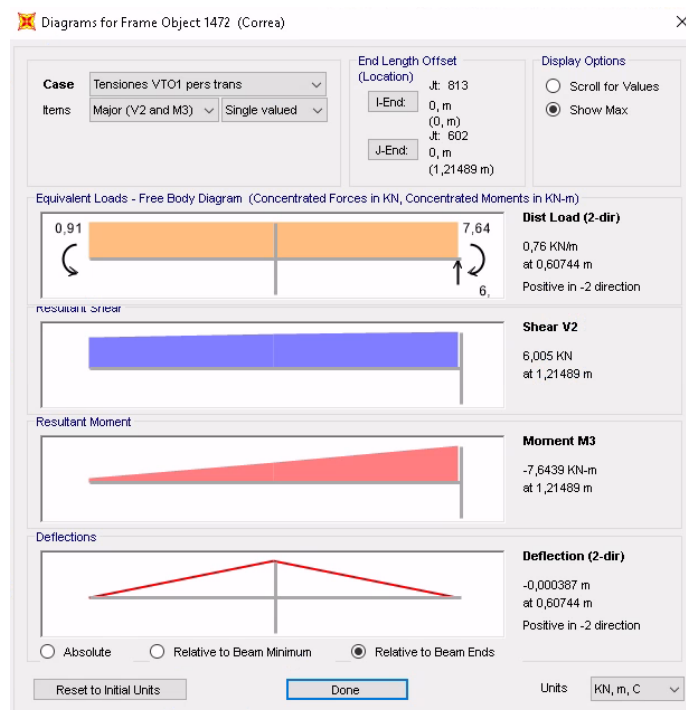 Diagrams for Frame Object 1472 (Correa)
End Length Offset
(Location)
Display Options
Case Tensiones VTO1 pers trans
Items Major (V2 and M3) Single valued
Jt: 813
I-End: 0, m
(0, m)
Jt: 602
J-End: 0, m
(1,21489 m)
Scroll for Values
Show Max
Equivalent Loads - Free Body Diagram (Concentrated Forces in KN, Concentrated Moments in KN-m)
0,91
7,64
6,
Dist Load (2-dir)
0,76 KN/m
at 0,60744 m
Positive in -2 direction
Resultant Shear
Shear V2
6,005 KN
at 1,21489 m
Resultant Moment
Moment M3
-7,6439 KN-m
at 1,21489 m
Deflections
Deflection (2-dir)
-0,000387 m
at 0,60744 m
Positive in -2 direction
Absolute Relative to Beam Minimum Relative to Beam Ends
Reset to Initial Units Done Units KN, m, C